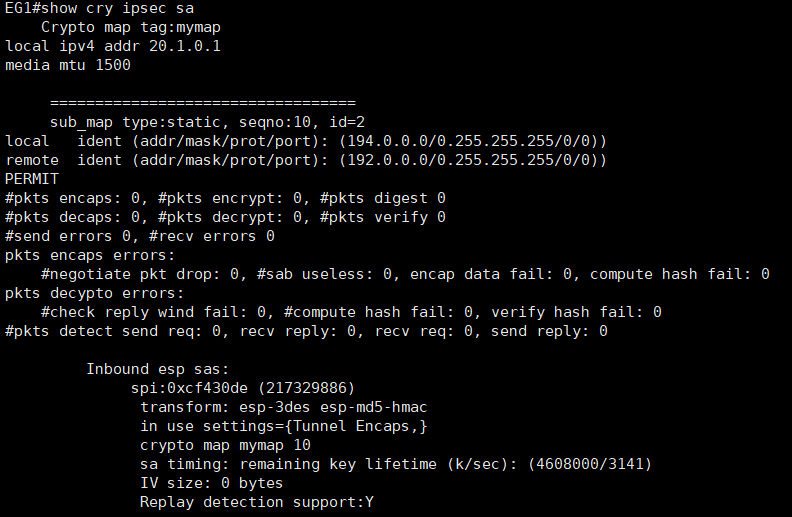 EG1#show cry ipsec sa
Crypto map tag:mymap
local ipv4 addr 20.1.0.1
media mtu 1500
==================================
sub_map type:static, seqno:10, id=2
local   ident (addr/mask/prot/port): (194.0.0.0/0.255.255.255/0/0))
remote  ident (addr/mask/prot/port): (192.0.0.0/0.255.255.255/0/0))
PERMIT
#pkts encaps: 0, #pkts encrypt: 0, #pkts digest 0
#pkts decaps: 0, #pkts decrypt: 0, #pkts verify 0
#send errors 0, #recv errors 0
pkts encaps errors:
#negotiate pkt drop: 0, #sab useless: 0, encap data fail: 0, compute hash fail: 0
pkts decypto errors:
#check reply wind fail: 0, #compute hash fail: 0, verify hash fail: 0
#pkts detect send req: 0, recv reply: 0, recv req: 0, send reply: 0
Inbound esp sas:
spi:0xcf430de (217329886)
transform: esp-3des esp-md5-hmac
in use settings={Tunnel Encaps,}
crypto map mymap 10
sa timing: remaining key lifetime (k/sec): (4608000/3141)
IV size: 0 bytes
Replay detection support:Y